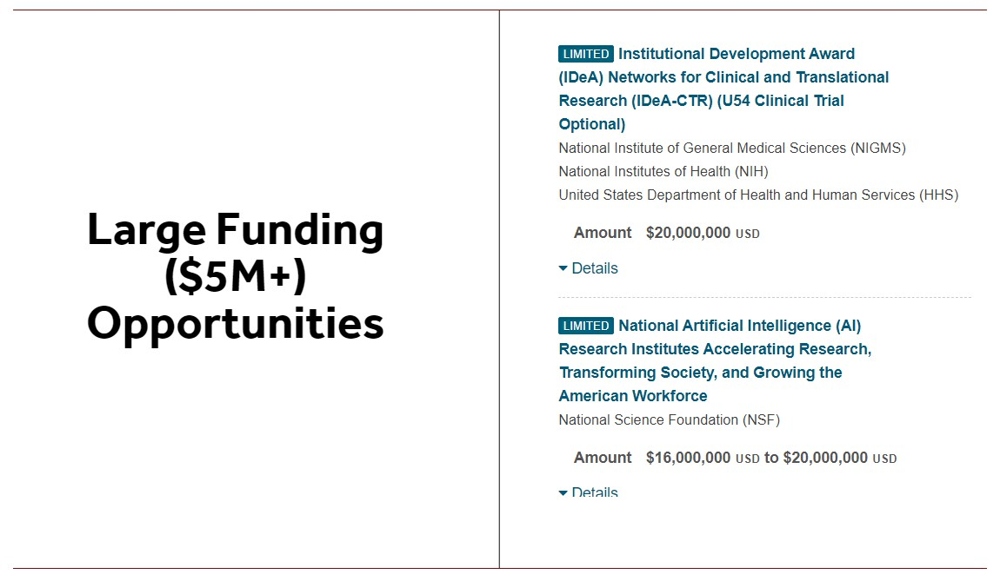 Large Funding
($5M+)
Opportunities
LIMITED Institutional Development Award
(IDeA) Networks for Clinical and Translational
Research (IDeA-CTR) (U54 Clinical Trial
Optional)
National Institute of General Medical Sciences (NIGMS)
National Institutes of Health (NIH)
United States Department of Health and Human Services (HHS)
Amount $20,000,000 USD
Details
LIMITED National Artificial Intelligence (AI)
Research Institutes Accelerating Research,
Transforming Society, and Growing the
American Workforce
National Science Foundation (NSF)
Amount $16,000,000 USD to $20,000,000 USD
Details